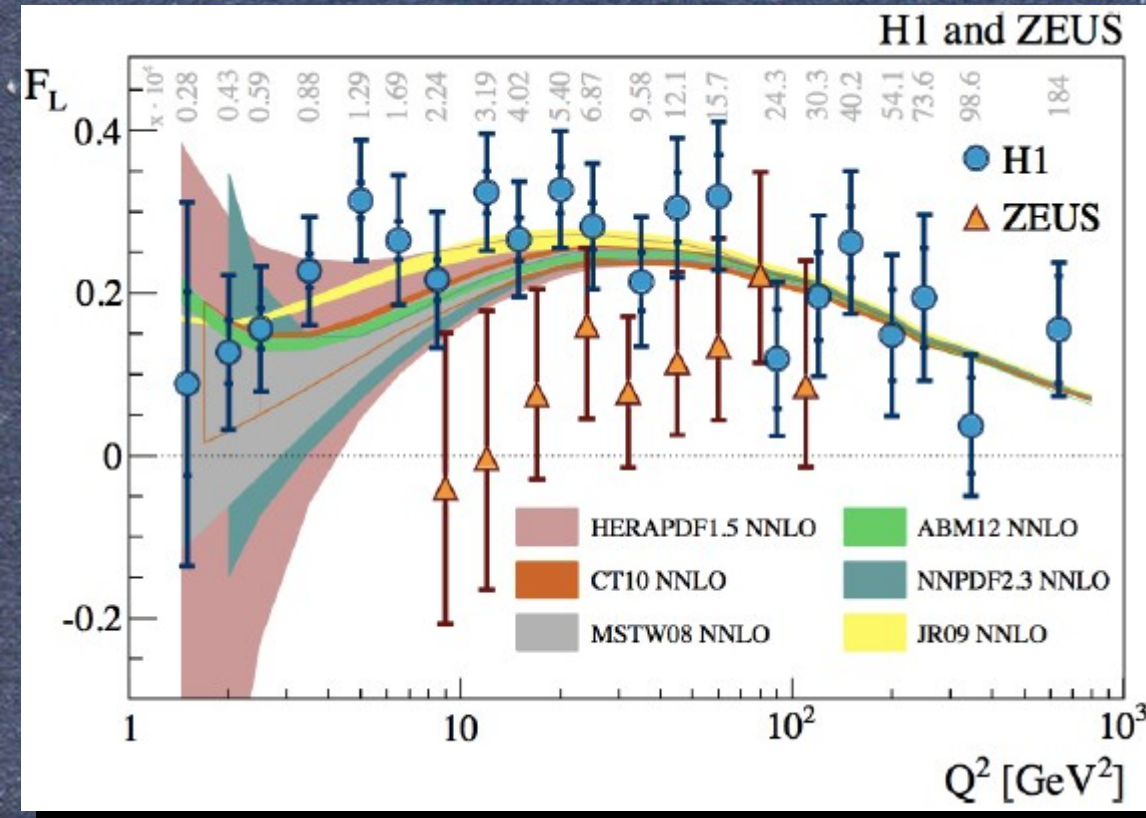 H1 and ZEUS
F_L
x · 10⁴
0.28
0.43
0.59
0.88
1.29
1.69
2.24
3.19
4.02
5.40
6.87
9.58
12.1
15.7
24.3
30.3
40.2
54.1
73.6
98.6
184
0.4
0.2
0
-0.2
H1
ZEUS
HERAPDF1.5 NNLO
CT10 NNLO
MSTW08 NNLO
ABM12 NNLO
NNPDF2.3 NNLO
JR09 NNLO
1
10
10²
10³
Q² [GeV²]